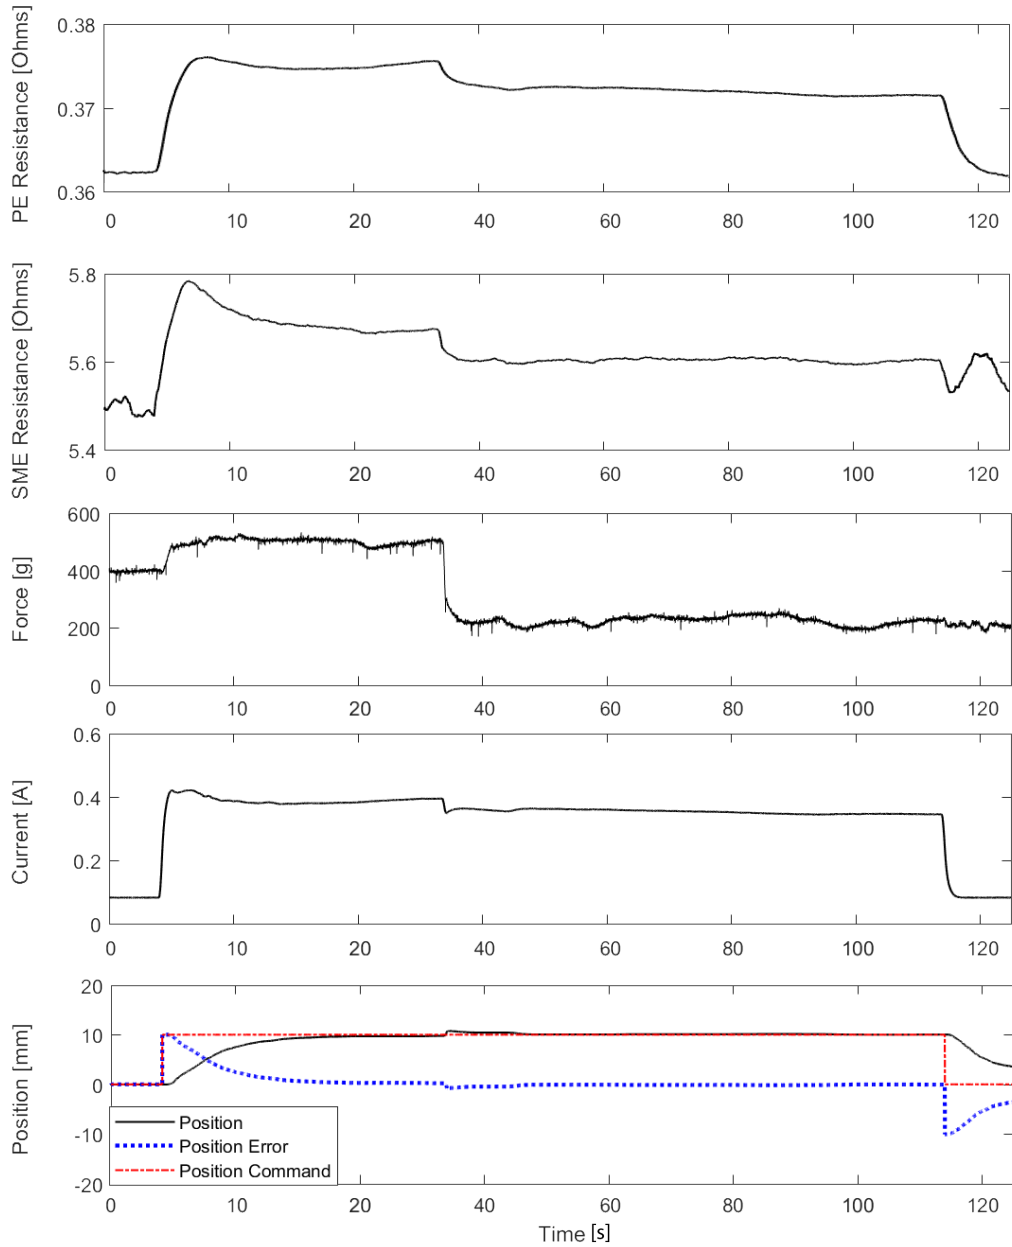 PE Resistance [Ohms]
0.38
0.37
0.36
0 10 20 40 60 80 100 120
SME Resistance [Ohms]
5.8
5.6
5.4
0 10 20 40 60 80 100 120
Force [g]
600
400
200
0
0 10 20 40 60 80 100 120
Current [A]
0.6
0.4
0.2
0
0 10 20 40 60 80 100 120
Position [mm]
20
10
0
-10
-20
Position
Position Error
Position Command
0 10 20 40 60 80 100 120
Time [s]